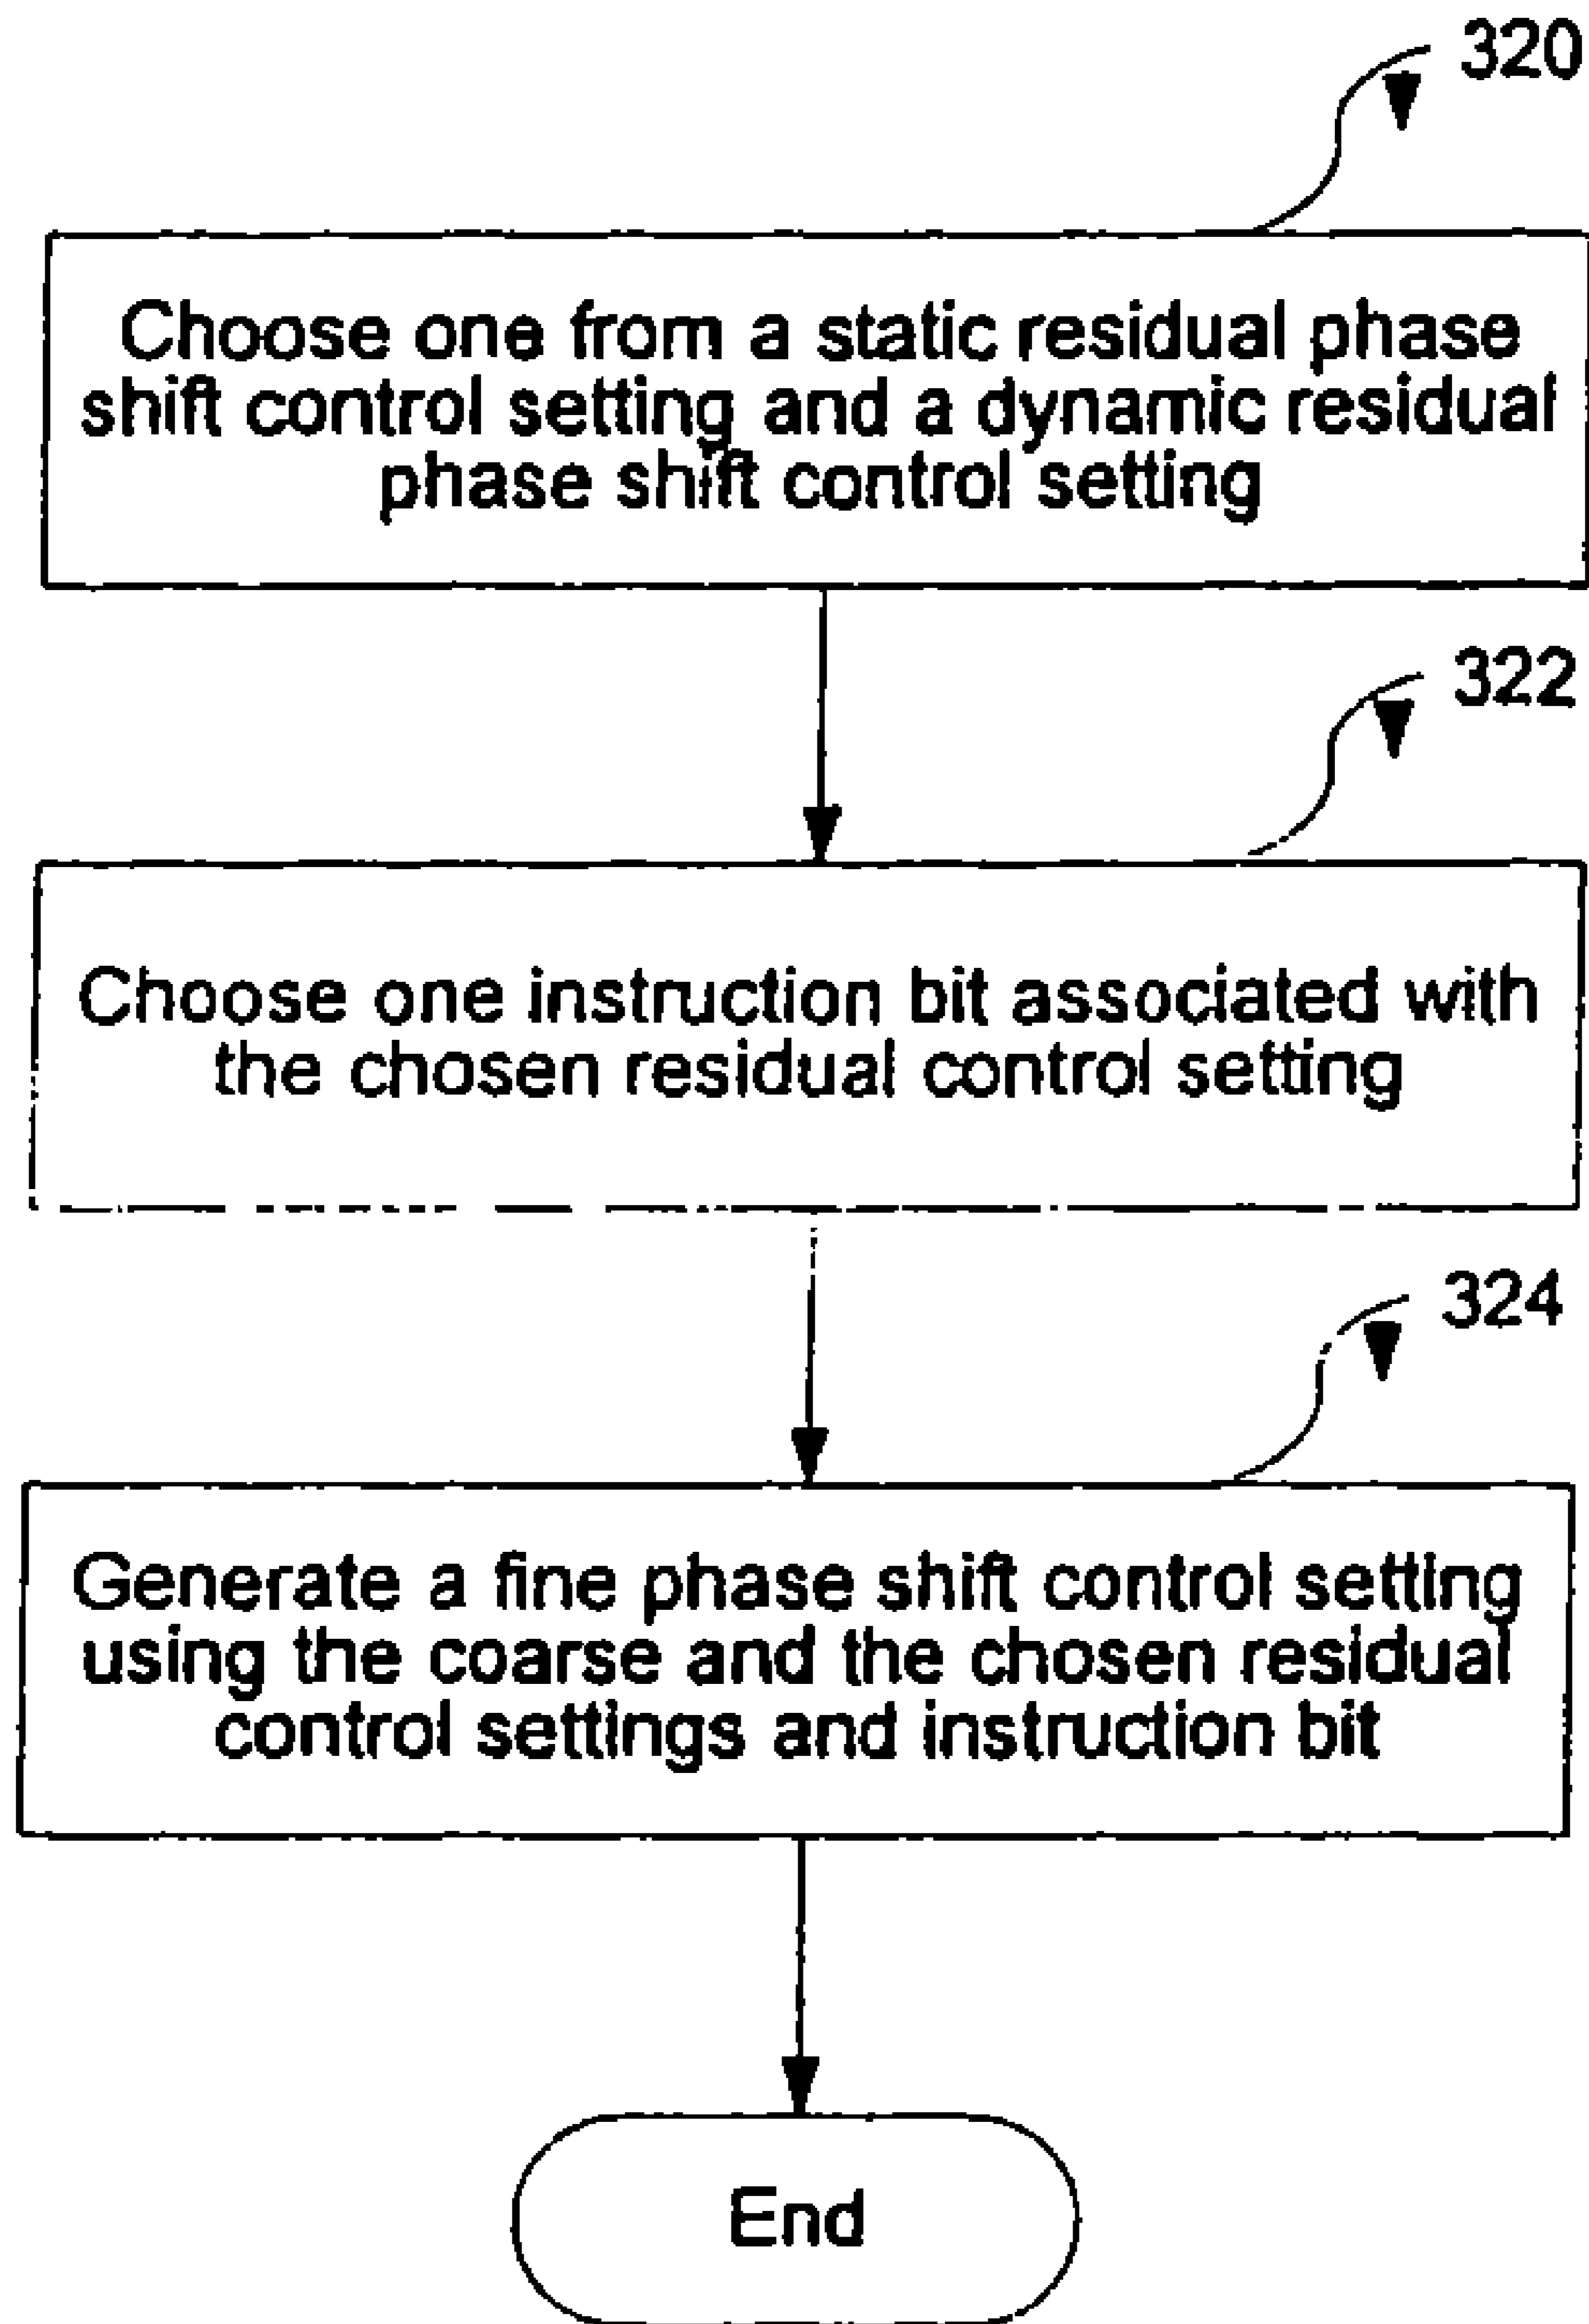 320
Choose one from a static residual phase
shift control setting and a dynamic residual
phase shift control setting
322
Choose one instruction bit associated with
the chosen residual control setting
324
Generate a fine phase shift control setting
using the coarse and the chosen residual
control settings and instruction bit
End